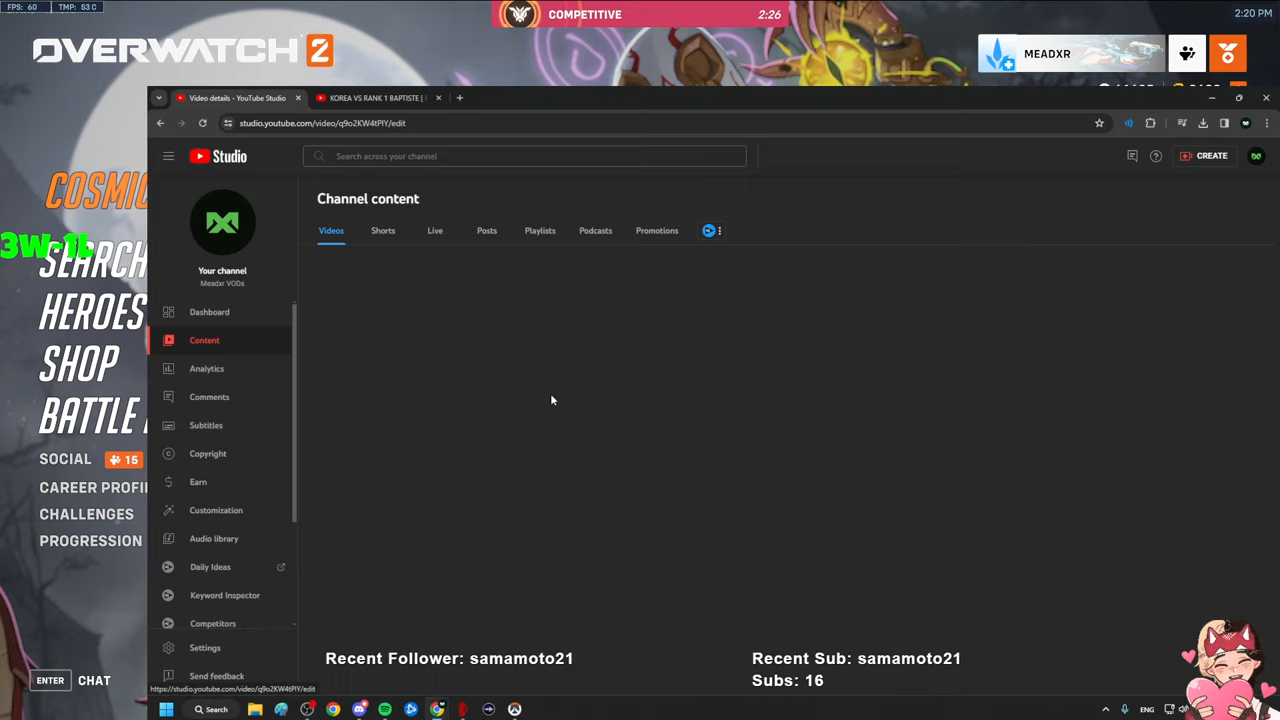 FPS: 60 TMP: 53 C
COMPETITIVE 2:26
2:20 PM
OVERWATCH 2
MEADXR
COSMIC
3W-1L
SEARCH
HEROES
SHOP
BATTLE
SOCIAL 15
CAREER PROFI
CHALLENGES
PROGRESSION
ENTER CHAT
Video details - YouTube Studio
KOREA VS RANK 1 BAPTISTE [
studio.youtube.com/video/q9o2KW4tPIY/edit
Studio
Search across your channel
CREATE
Your channel
Meadxr VODs
Dashboard
Content
Analytics
Comments
Subtitles
Copyright
Earn
Customization
Audio library
Daily Ideas
Keyword Inspector
Competitors
Settings
Send feedback
Channel content
Videos Shorts Live Posts Playlists Podcasts Promotions
https://studio.youtube.com/video/q9o2KW4tPIY/edit
Recent Follower: samamoto21
Recent Sub: samamoto21
Subs: 16
Search
ENG